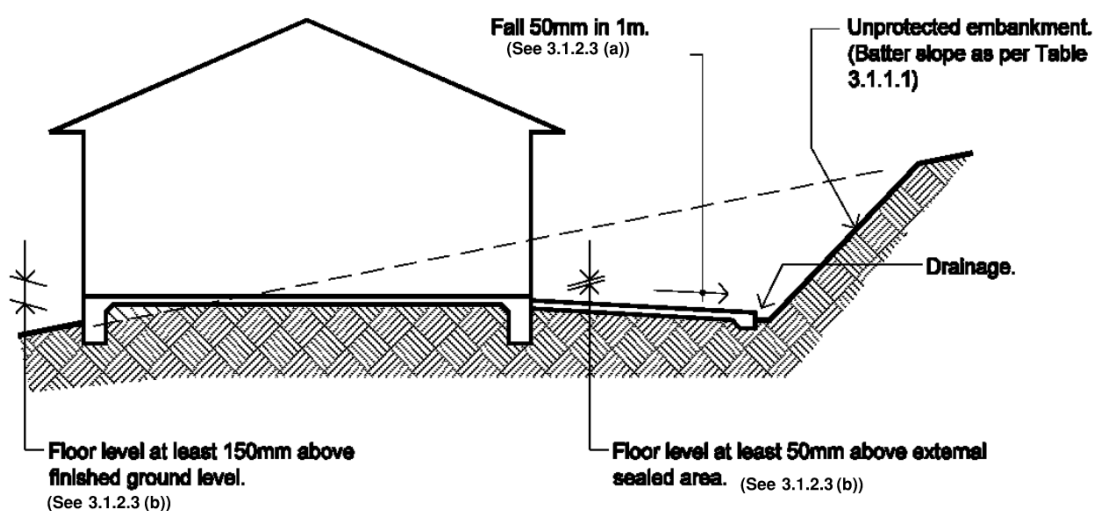 Fall 50mm in 1m.
(See 3.1.2.3 (a))
Unprotected embankment.
(Batter slope as per Table
3.1.1.1)
Drainage.
Floor level at least 150mm above
finished ground level.
(See 3.1.2.3 (b))
Floor level at least 50mm above external
sealed area. (See 3.1.2.3 (b))